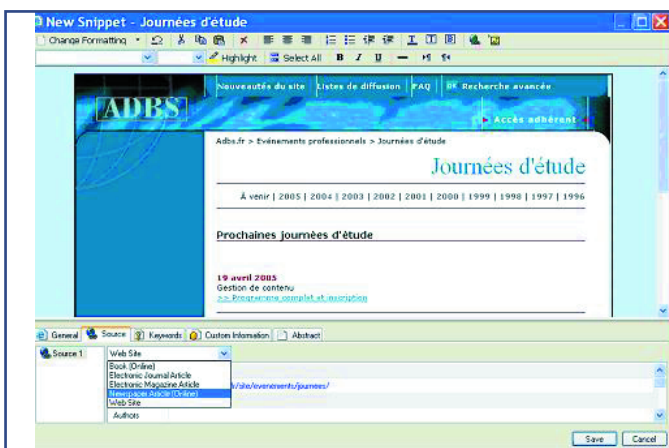 New Snippet - Journées d'étude
Change Formatting
Highlight Select All B I U
Nouveautés du site Listes de diffusion FAQ OK Recherche avancée
ADBS
Accès adhérent
Adbs.fr > Evénements professionnels > Journées d'étude
Journées d'étude
À venir | 2005 | 2004 | 2003 | 2002 | 2001 | 2000 | 1999 | 1998 | 1997 | 1996
Prochaines journées d'étude
19 avril 2005
Gestion de contenu
>> Programme complet et inscription
General Source Keywords Custom Information Abstract
Source 1 Web Site
Book (Online)
Electronic Journal Article
Electronic Magazine Article
Newspaper Article (Online)
Web Site
/site/evenements/journees/
Authors
Save Cancel